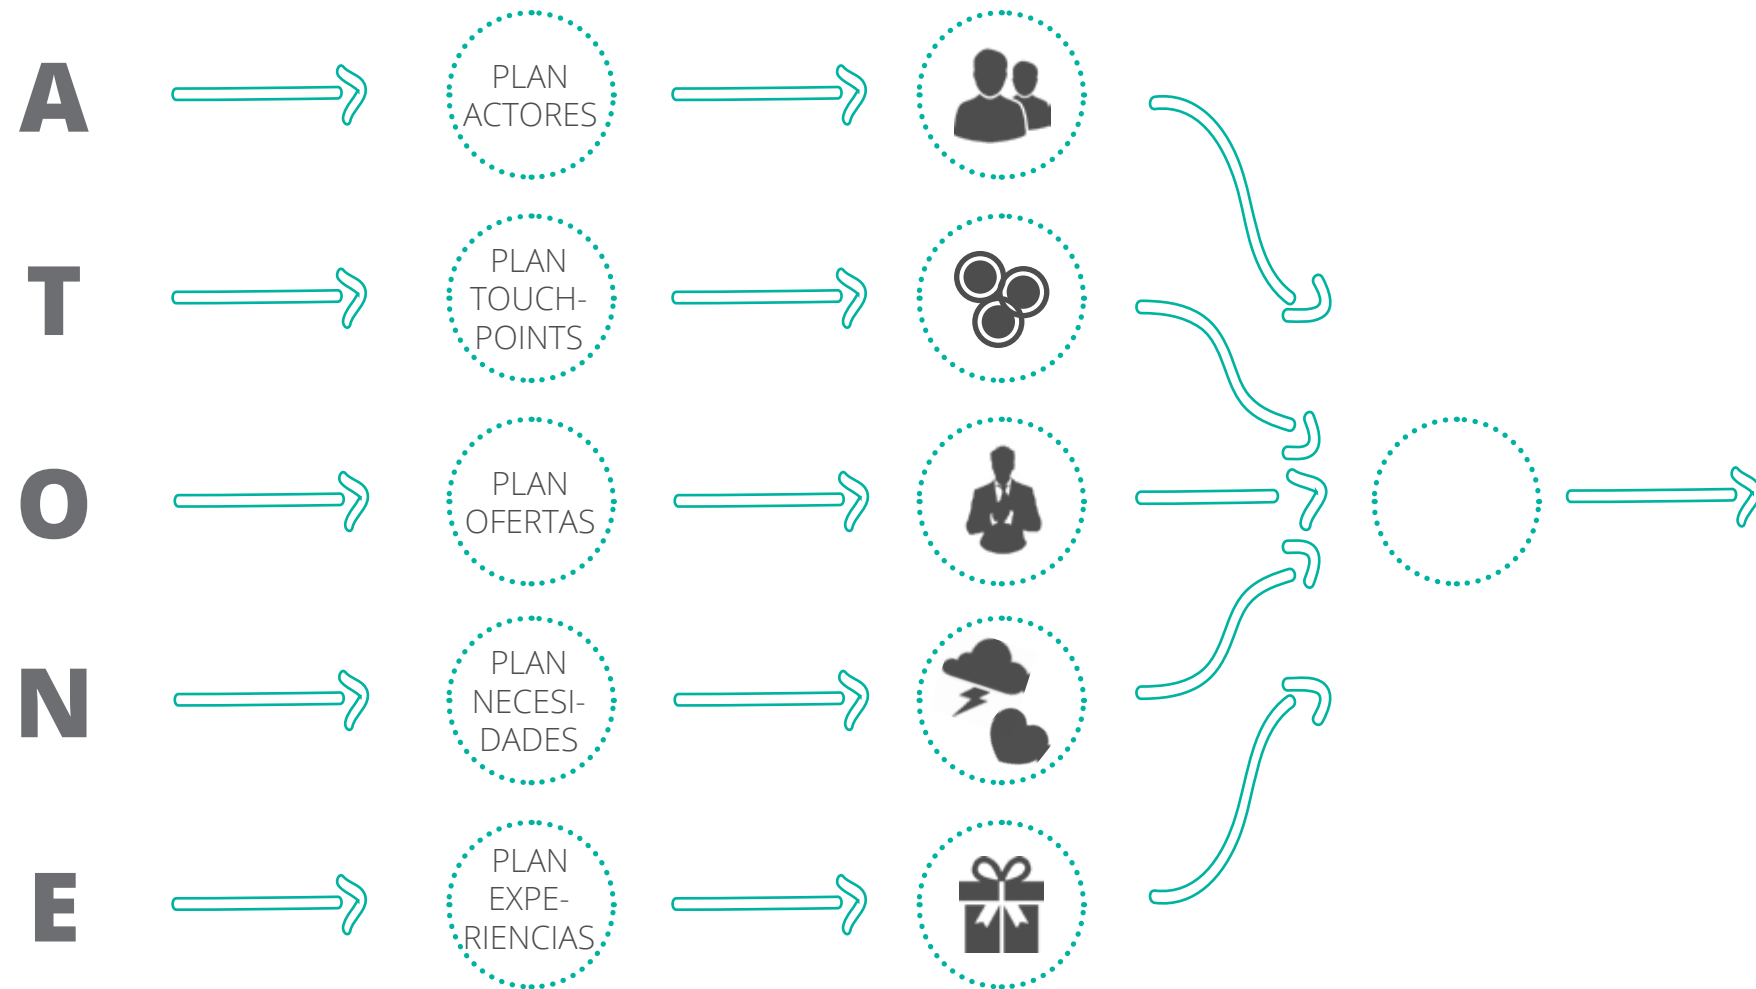 A
PLAN
ACTORES
T
PLAN
TOUCH-
POINTS
O
PLAN
OFERTAS
N
PLAN
NECESI-
DADES
E
PLAN
EXPE-
RIENCIAS